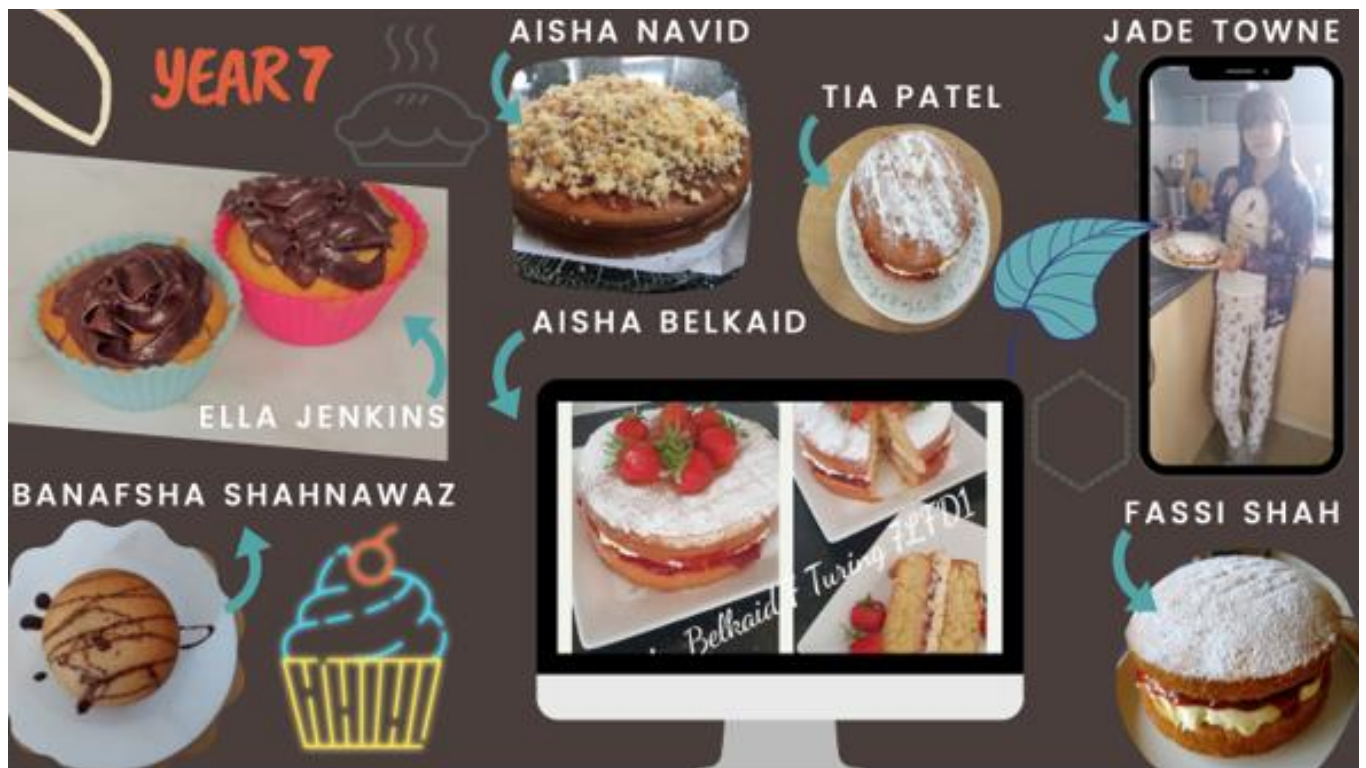 YEAR 7
AISHA NAVID
JADE TOWNE
TIA PATEL
AISHA BELKAID
ELLA JENKINS
BANAFSHA SHAHNAWAZ
FASSI SHAH
Belkaid Turing